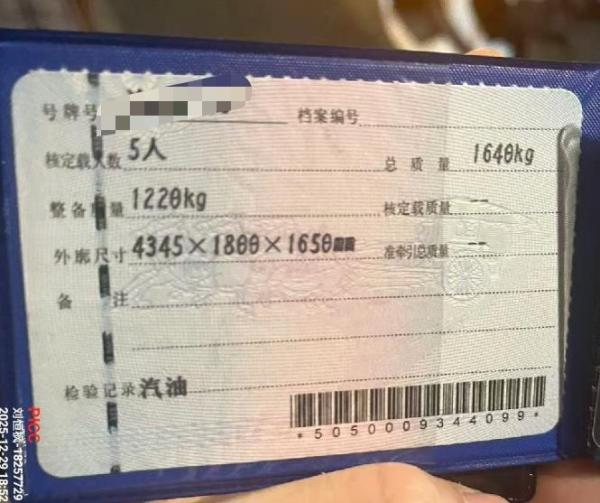 号牌号 档案编号
核定载人数 5人 总质量 1640kg
整备质量 1220kg 核定载质量 --
外廓尺寸 4345×1800×1650㎜ 准牵引总质量 --
备注
检验记录 汽油
*5050009344099*
PICC
2025-12-29 18:52